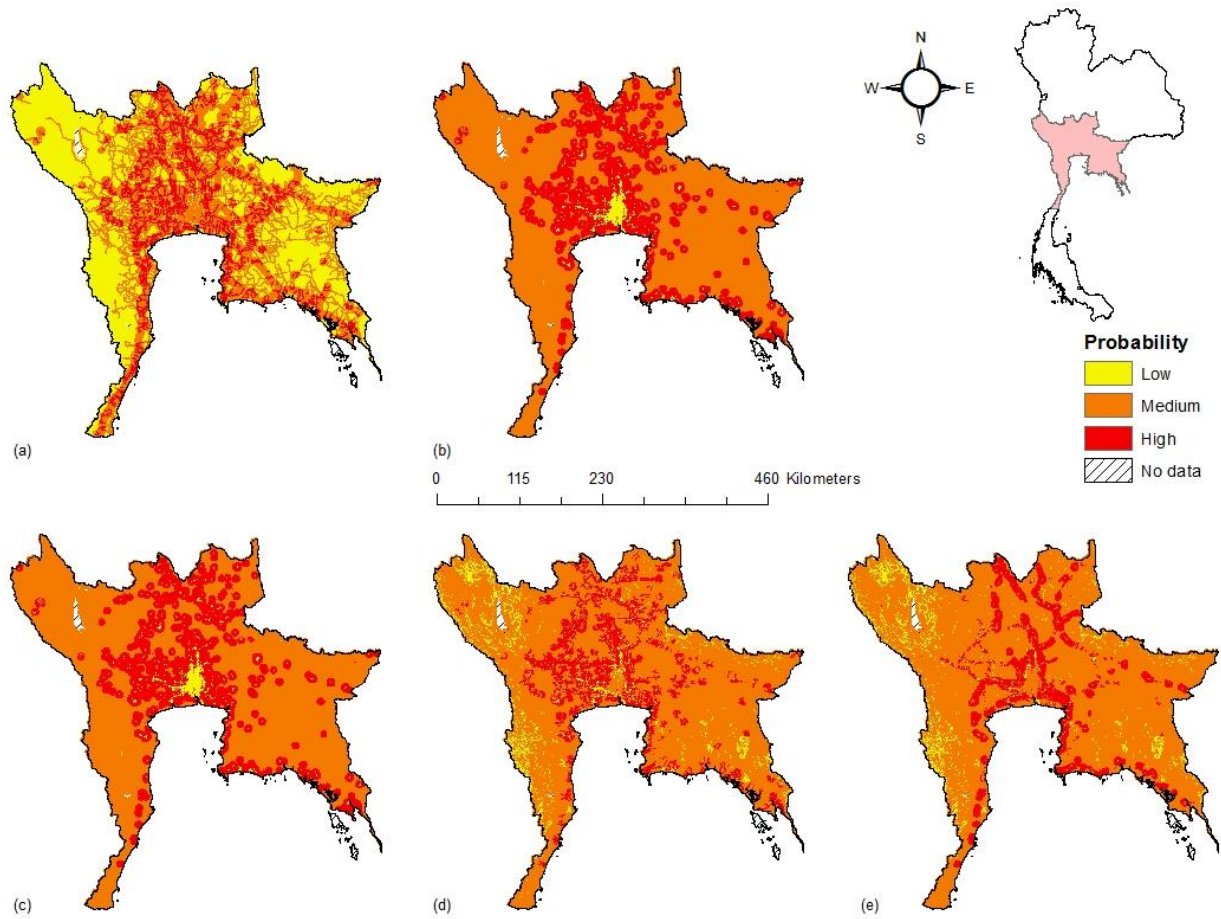 N
W E
S
Probability
Low
Medium
High
No data
(a)
(b)
0 115 230 460 Kilometers
(c)
(d)
(e)